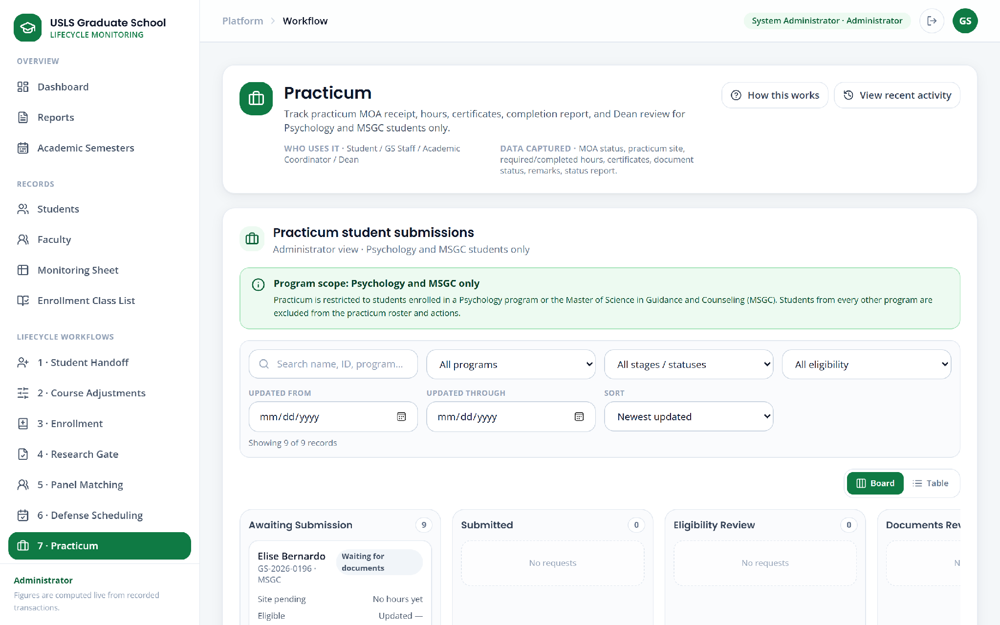 USLS Graduate School
LIFECYCLE MONITORING
OVERVIEW
Dashboard
Reports
Academic Semesters
RECORDS
Students
Faculty
Monitoring Sheet
Enrollment Class List
LIFECYCLE WORKFLOWS
1 · Student Handoff
2 · Course Adjustments
3 · Enrollment
4 · Research Gate
5 · Panel Matching
6 · Defense Scheduling
7 · Practicum
Administrator
Figures are computed live from recorded
transactions.
Platform > Workflow
System Administrator · Administrator
GS
Practicum
Track practicum MOA receipt, hours, certificates, completion report, and Dean review for
Psychology and MSGC students only.
WHO USES IT · Student / GS Staff / Academic
Coordinator / Dean
DATA CAPTURED · MOA status, practicum site,
required/completed hours, certificates, document
status, remarks, status report.
How this works
View recent activity
Practicum student submissions
Administrator view · Psychology and MSGC students only
Program scope: Psychology and MSGC only
Practicum is restricted to students enrolled in a Psychology program or the Master of Science in Guidance and Counseling (MSGC). Students from every other program are
excluded from the practicum roster and actions.
Search name, ID, program...
All programs
All stages / statuses
All eligibility
UPDATED FROM
UPDATED THROUGH
SORT
mm/dd/yyyy
mm/dd/yyyy
Newest updated
Showing 9 of 9 records
Board
Table
Awaiting Submission 9
Elise Bernardo
GS-2026-0196 ·
MSGC
Waiting for
documents
Site pending
No hours yet
Eligible
Updated —
Submitted 0
No requests
Eligibility Review 0
No requests
Documents Rev
N